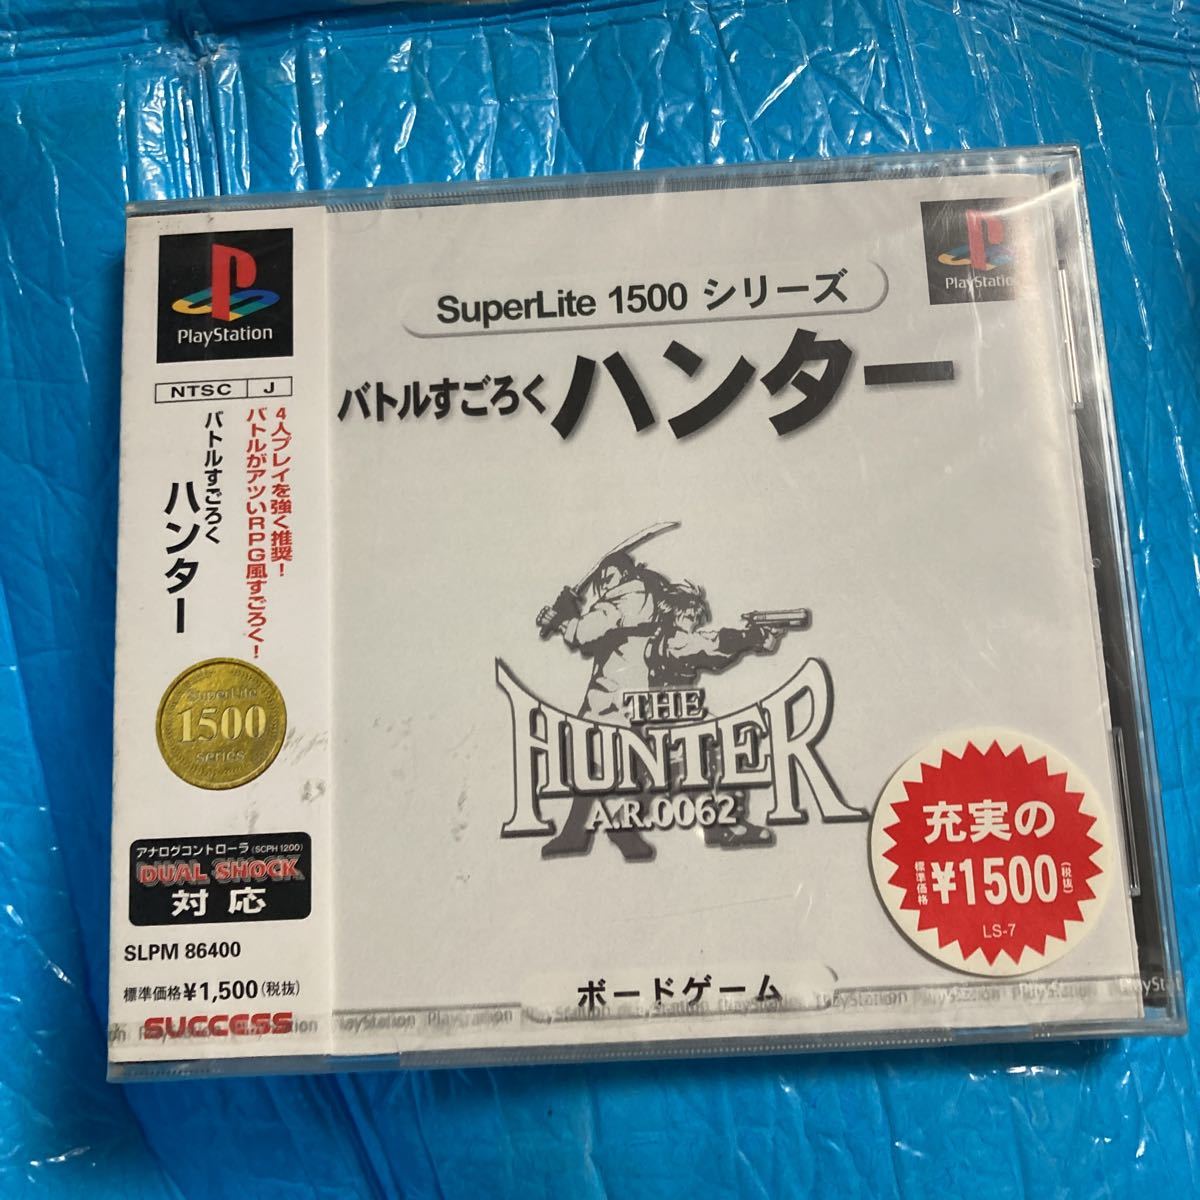 PlayStation
NTSC J
4人プレイを強く推奨！
バトルがアツいRPG風すごろく！
バトルすごろく
ハンター
SuperLite
1500
series
アナログコントローラ(SCPH 1200)
DUAL SHOCK
対応
SLPM 86400
標準価格¥1,500(税抜)
SUCCESS
PlayStation
SuperLite 1500 シリーズ
バトルすごろく ハンター
THE
HUNTER
A.R.0062
充実の
標準価格 ¥1500 (税抜)
LS-7
ボードゲーム
PlayStation PlayStation PlayStation PlayStation PlayStation